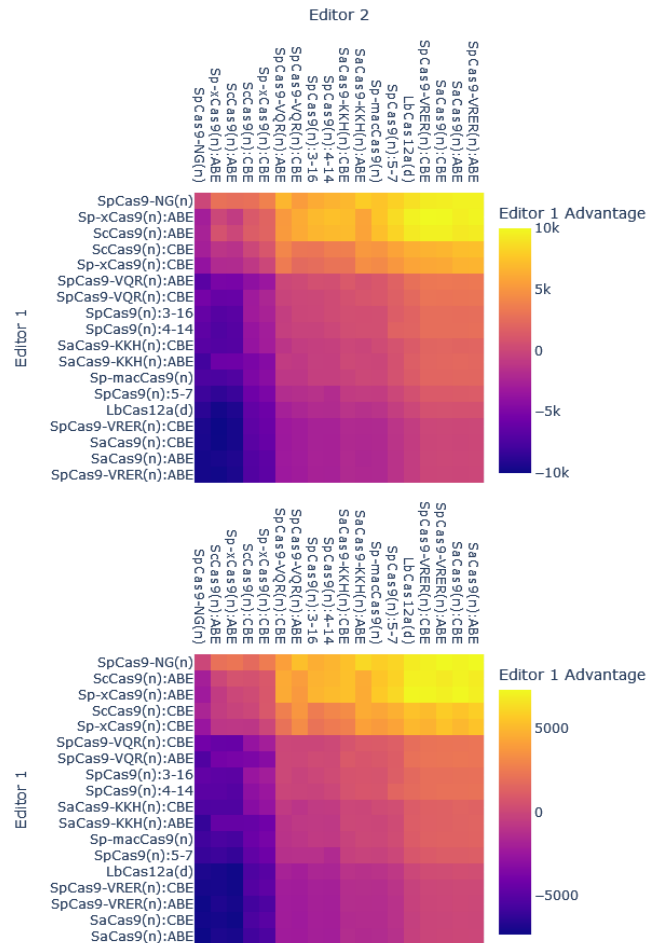 Editor 2
SpCas9-NG(n)
Sp-xCas9(n):ABE
ScCas9(n):ABE
ScCas9(n):CBE
Sp-xCas9(n):CBE
SpCas9-VQR(n):ABE
SpCas9-VQR(n):CBE
SpCas9(n):3-16
SpCas9(n):4-14
SaCas9-KKH(n):CBE
SaCas9-KKH(n):ABE
Sp-macCas9(n)
SpCas9(n):5-7
LbCas12a(d)
SpCas9-VRER(n):CBE
SaCas9(n):CBE
SaCas9(n):ABE
SpCas9-VRER(n):ABE
Editor 1
SpCas9-NG(n)
Sp-xCas9(n):ABE
ScCas9(n):ABE
ScCas9(n):CBE
Sp-xCas9(n):CBE
SpCas9-VQR(n):ABE
SpCas9-VQR(n):CBE
SpCas9(n):3-16
SpCas9(n):4-14
SaCas9-KKH(n):CBE
SaCas9-KKH(n):ABE
Sp-macCas9(n)
SpCas9(n):5-7
LbCas12a(d)
SpCas9-VRER(n):CBE
SaCas9(n):CBE
SaCas9(n):ABE
SpCas9-VRER(n):ABE
Editor 1 Advantage
10k
5k
0
−5k
−10k
SpCas9-NG(n)
ScCas9(n):ABE
Sp-xCas9(n):ABE
ScCas9(n):CBE
Sp-xCas9(n):CBE
SpCas9-VQR(n):CBE
SpCas9-VQR(n):ABE
SpCas9(n):3-16
SpCas9(n):4-14
SaCas9-KKH(n):CBE
SaCas9-KKH(n):ABE
Sp-macCas9(n)
SpCas9(n):5-7
LbCas12a(d)
SpCas9-VRER(n):CBE
SpCas9-VRER(n):ABE
SaCas9(n):CBE
SaCas9(n):ABE
Editor 1
SpCas9-NG(n)
ScCas9(n):ABE
Sp-xCas9(n):ABE
ScCas9(n):CBE
Sp-xCas9(n):CBE
SpCas9-VQR(n):CBE
SpCas9-VQR(n):ABE
SpCas9(n):3-16
SpCas9(n):4-14
SaCas9-KKH(n):CBE
SaCas9-KKH(n):ABE
Sp-macCas9(n)
SpCas9(n):5-7
LbCas12a(d)
SpCas9-VRER(n):CBE
SpCas9-VRER(n):ABE
SaCas9(n):CBE
SaCas9(n):ABE
Editor 1 Advantage
5000
0
−5000